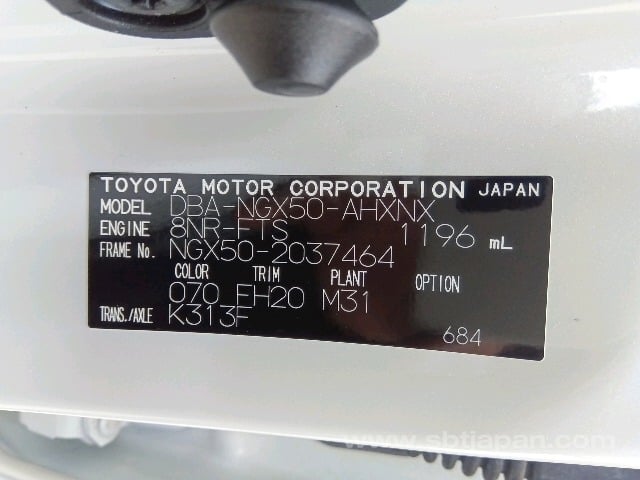 TOYOTA MOTOR CORPORATION JAPAN
MODEL DBA-NGX50-AHXNX
ENGINE 8NR-FTS 1196 mL
FRAME No. NGX50-2037464
COLOR TRIM PLANT OPTION
070 EH20 M31
TRANS./AXLE K313F
684
www.sbtjapan.com